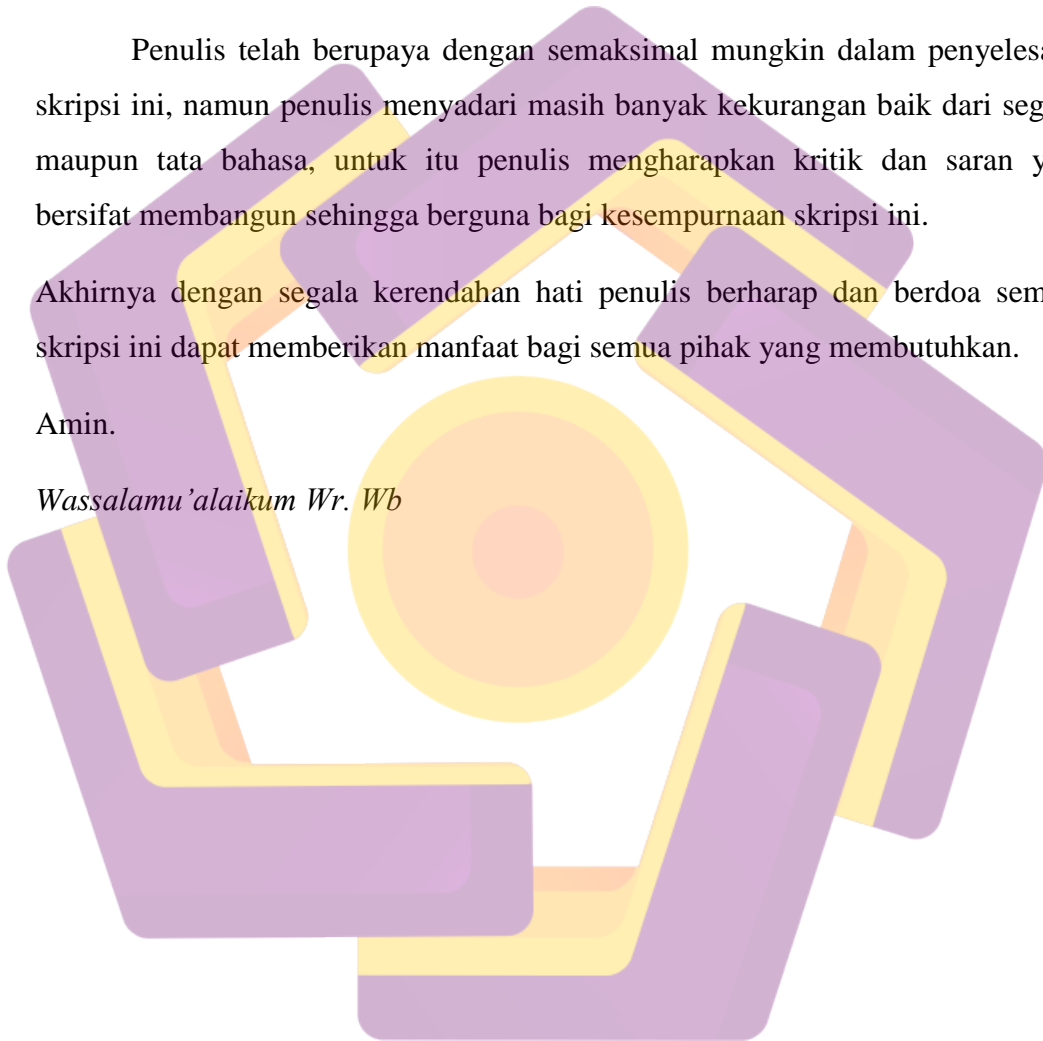 Penulis telah berupaya dengan semaksimal mungkin dalam penyelesa
skripsi ini, namun penulis menyadari masih banyak kekurangan baik dari seg
maupun tata bahasa, untuk itu penulis mengharapkan kritik dan saran y
bersifat membangun sehingga berguna bagi kesempurnaan skripsi ini.
Akhirnya dengan segala kerendahan hati penulis berharap dan berdoa sem
skripsi ini dapat memberikan manfaat bagi semua pihak yang membutuhkan.
Amin.
Wassalamu’alaikum Wr. Wb